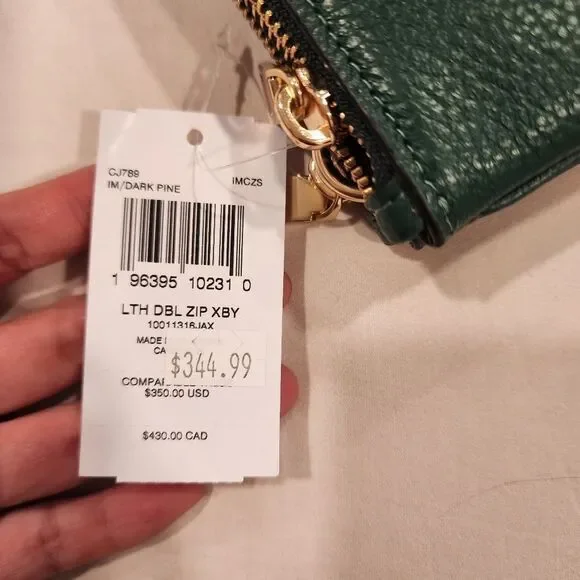 CJ789
IM/DARK PINE IMCZS
1 96395 10231 0
LTH DBL ZIP XBY
10011316JAX
MADE
CA
$344.99
$350.00 USD
$430.00 CAD